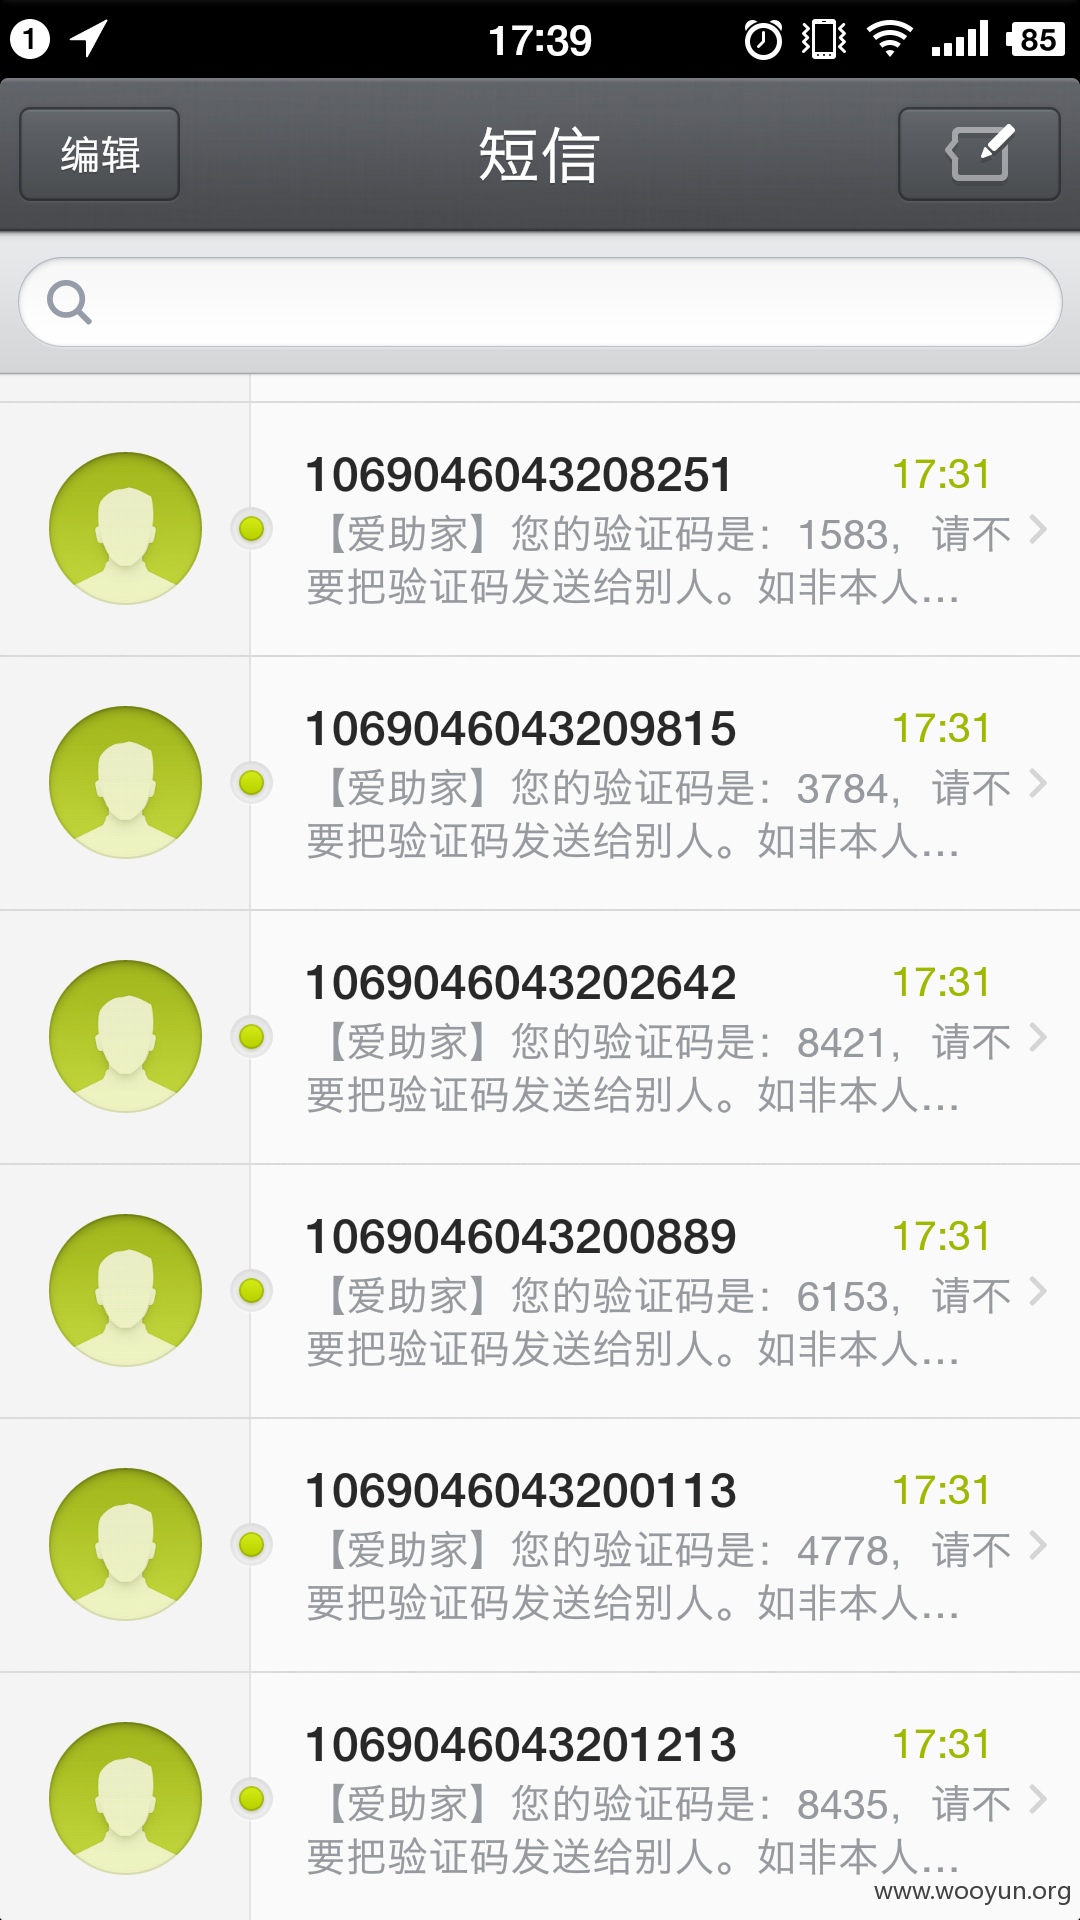 1
17:39
85
编辑
短信
1069046043208251
17:31
【爱助家】您的验证码是：1583，请不
要把验证码发送给别人。如非本人...
1069046043209815
17:31
【爱助家】您的验证码是：3784，请不
要把验证码发送给别人。如非本人...
1069046043202642
17:31
【爱助家】您的验证码是：8421，请不
要把验证码发送给别人。如非本人...
1069046043200889
17:31
【爱助家】您的验证码是：6153，请不
要把验证码发送给别人。如非本人...
1069046043200113
17:31
【爱助家】您的验证码是：4778，请不
要把验证码发送给别人。如非本人...
1069046043201213
17:31
【爱助家】您的验证码是：8435，请不
要把验证码发送给别人。如非本人...
www.wooyun.org